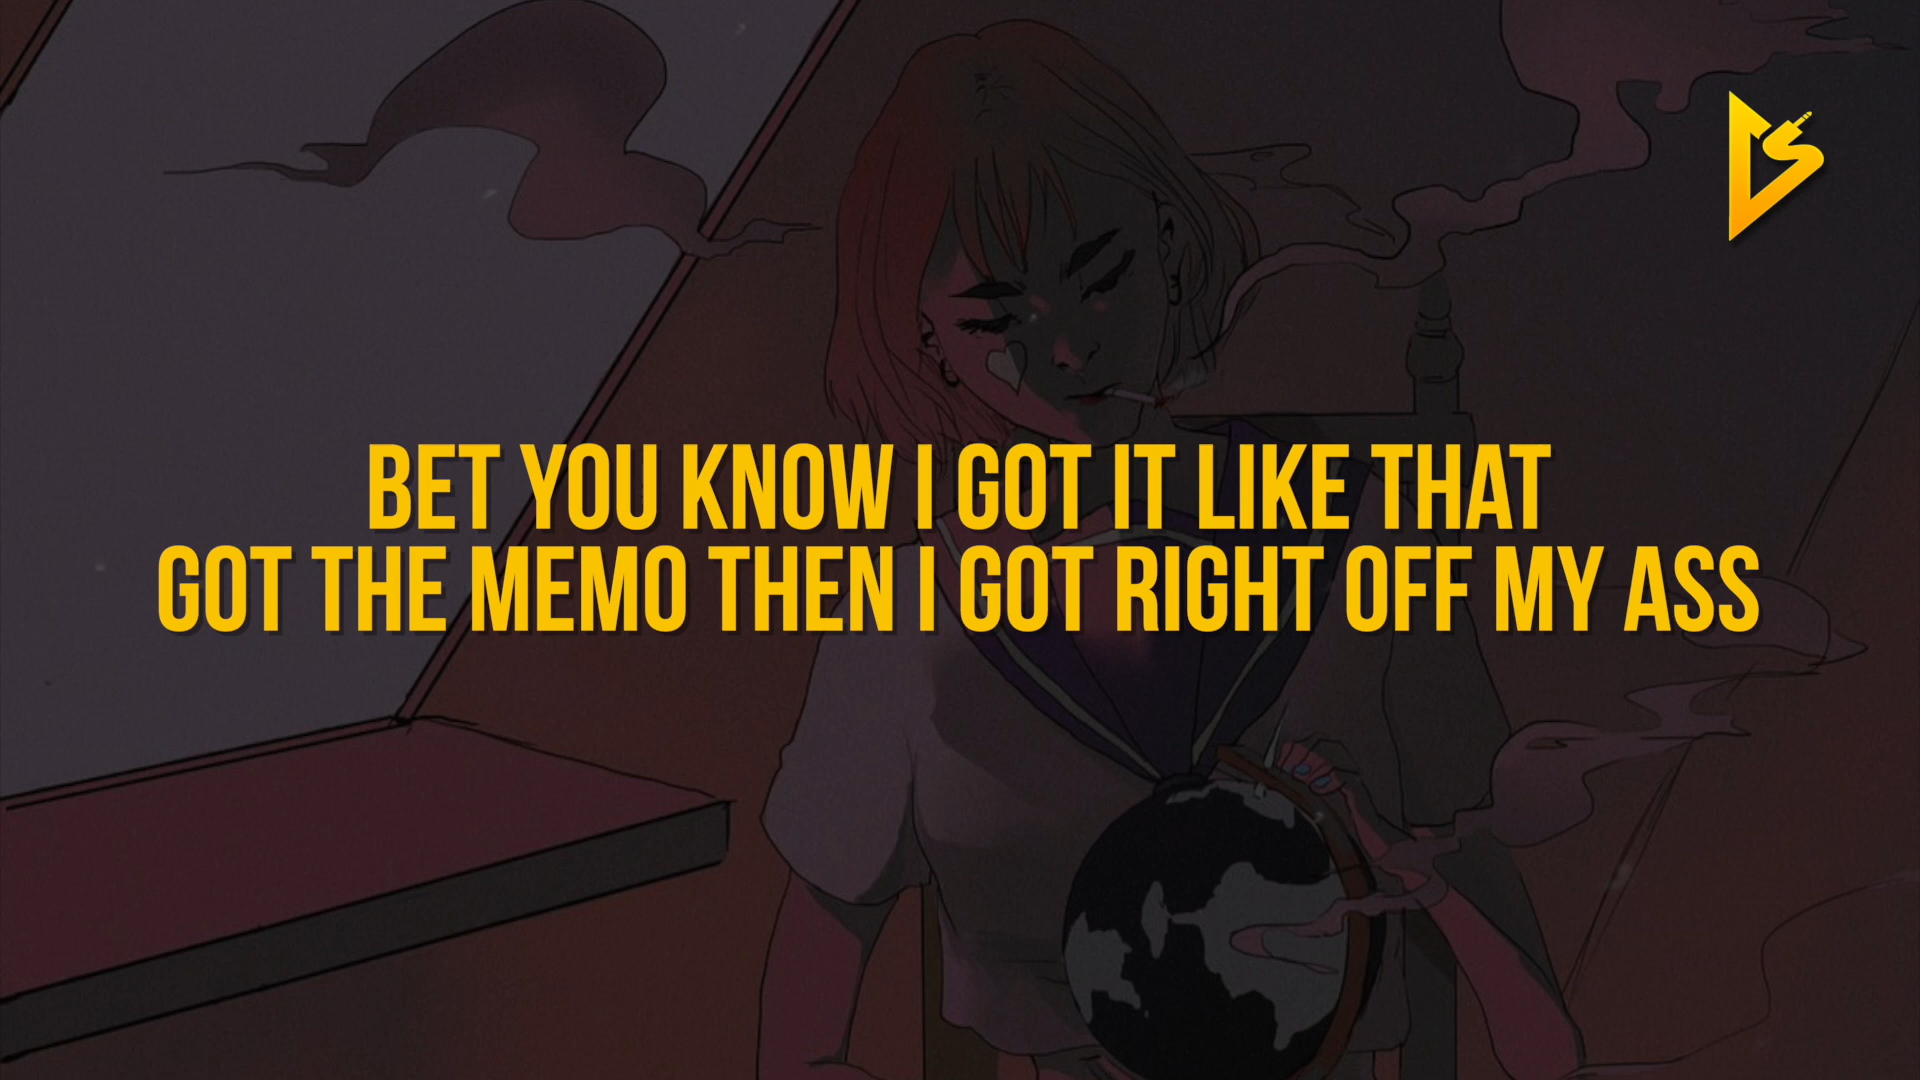 BET YOU KNOW I GOT IT LIKE THAT
GOT THE MEMO THEN I GOT RIGHT OFF MY ASS